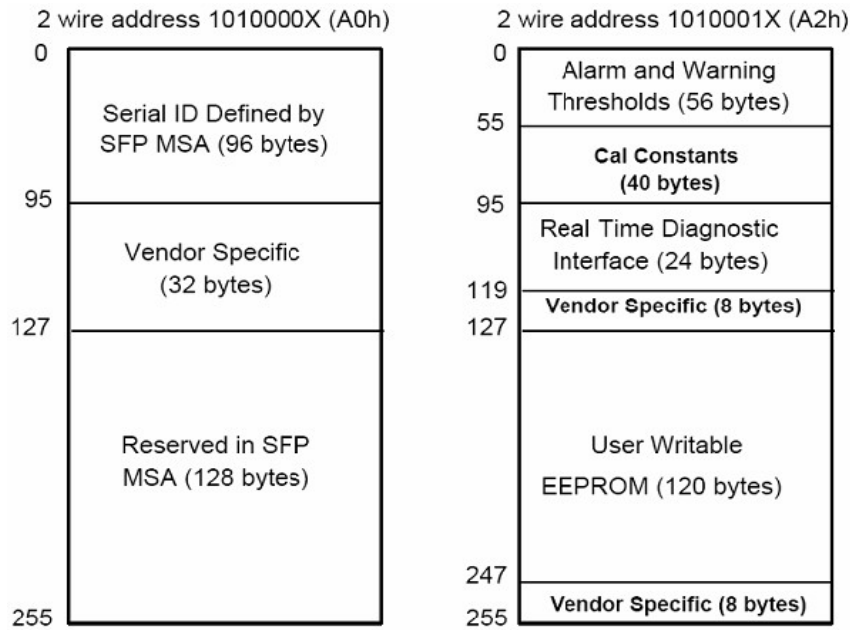 2 wire address 1010000X (A0h)
0
Serial ID Defined by
SFP MSA (96 bytes)
95
Vendor Specific
(32 bytes)
127
Reserved in SFP
MSA (128 bytes)
255
2 wire address 1010001X (A2h)
0
Alarm and Warning
Thresholds (56 bytes)
55
Cal Constants
(40 bytes)
95
Real Time Diagnostic
Interface (24 bytes)
119
Vendor Specific (8 bytes)
127
User Writable
EEPROM (120 bytes)
247
Vendor Specific (8 bytes)
255